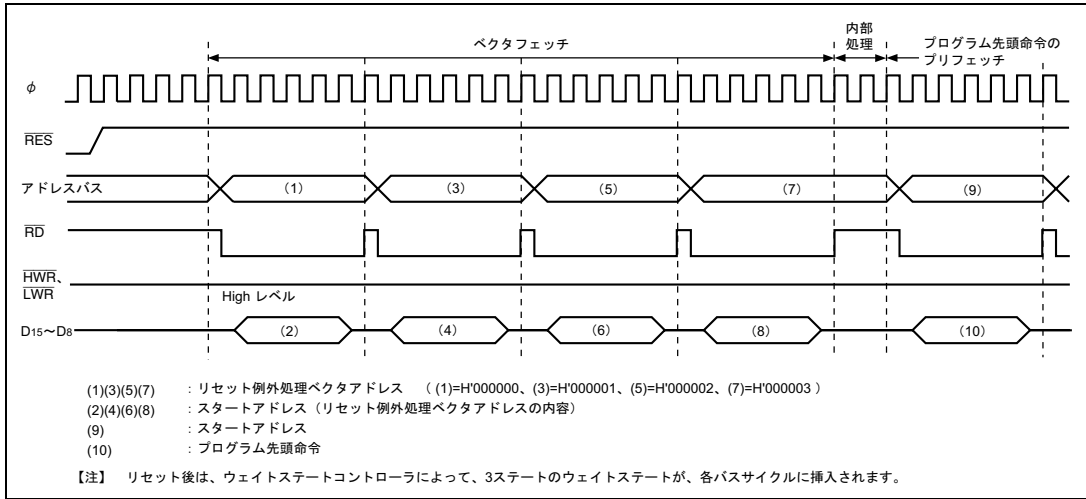 ベクタフェッチ
内部
処理
プログラム先頭命令の
プリフェッチ
φ
RES
アドレスバス
(1)
(3)
(5)
(7)
(9)
RD
HWR、
LWR
High レベル
D15~D8
(2)
(4)
(6)
(8)
(10)
(1)(3)(5)(7) : リセット例外処理ベクタアドレス ( (1)=H'000000、(3)=H'000001、(5)=H'000002、(7)=H'000003 )
(2)(4)(6)(8) : スタートアドレス(リセット例外処理ベクタアドレスの内容)
(9) : スタートアドレス
(10) : プログラム先頭命令
【注】 リセット後は、ウェイトステートコントローラによって、3ステートのウェイトステートが、各バスサイクルに挿入されます。